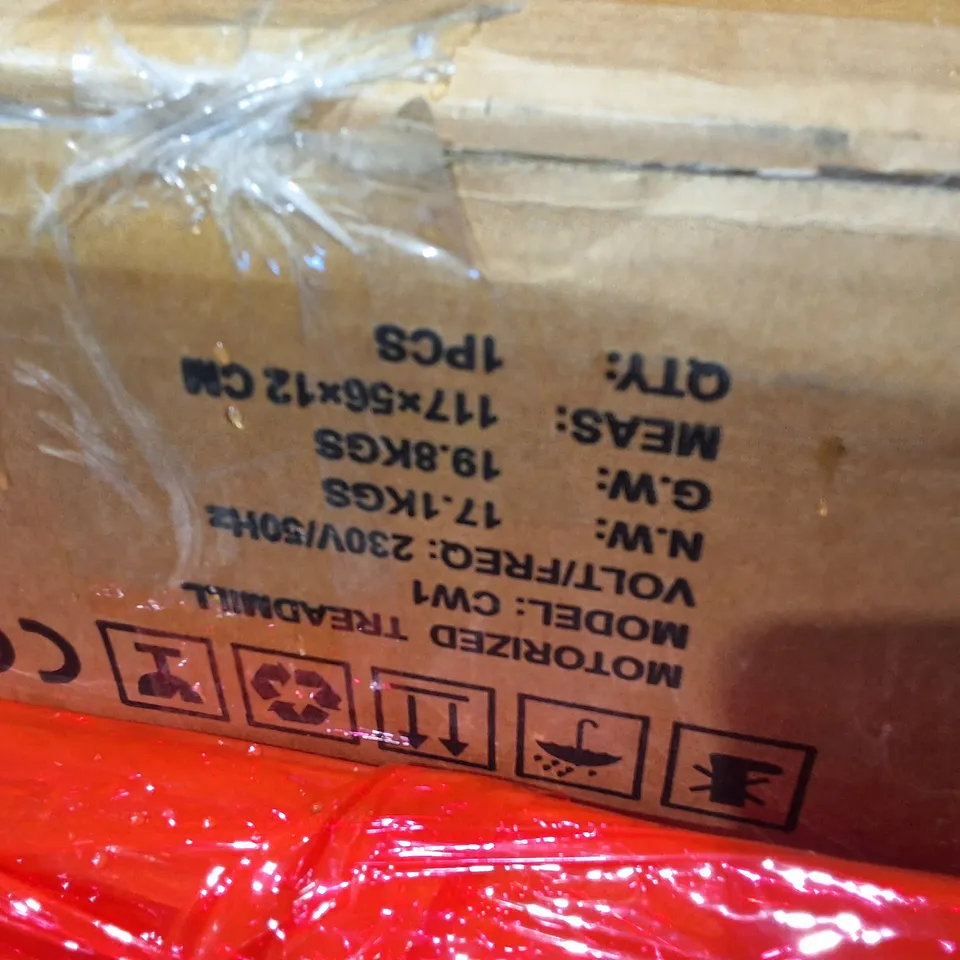 CE
MOTORIZED TREADMILL
MODEL: CW1
VOLT/FREQ: 230V/50Hz
N.W: 17.1KGS
G.W: 19.8KGS
MEAS: 117×56×12 CM
QTY: 1PCS